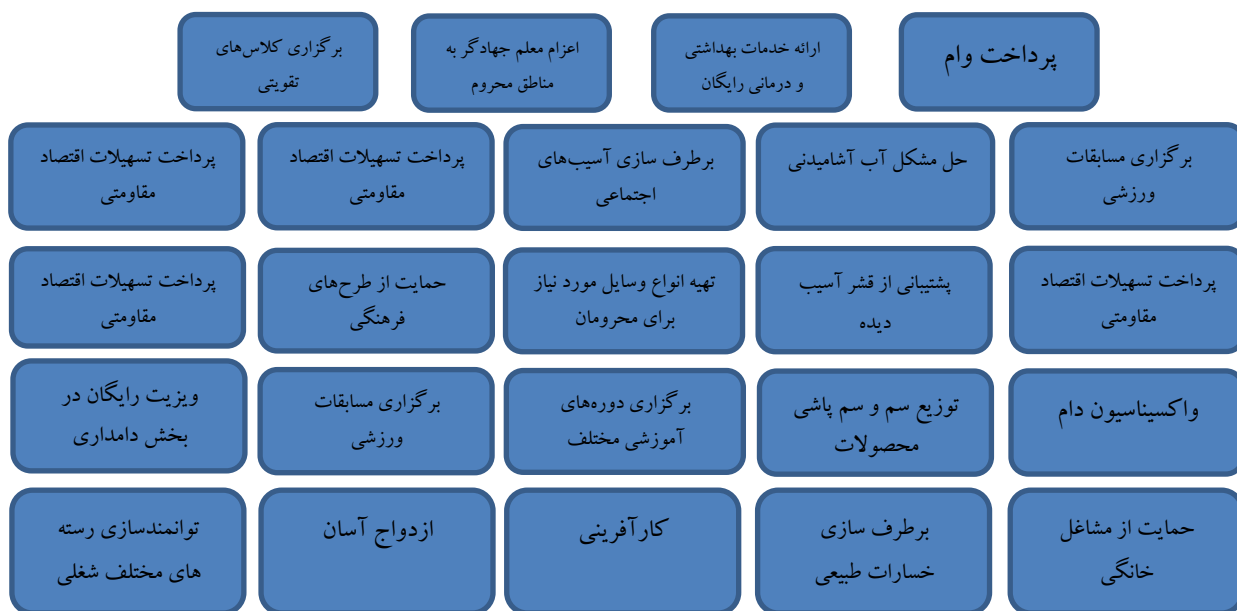 پرداخت وام
ارائه خدمات بهداشتی
و درمانی رایگان
اعزام معلم جهادگر به
مناطق محروم
برگزاری کلاس‌های
تقویتی
برگزاری مسابقات
ورزشی
حل مشکل آب آشامیدنی
برطرف سازی آسیب‌های
اجتماعی
پرداخت تسهیلات اقتصاد
مقاومتی
پرداخت تسهیلات اقتصاد
مقاومتی
پرداخت تسهیلات اقتصاد
مقاومتی
پشتیبانی از قشر آسیب
دیده
تهیه انواع وسایل مورد نیاز
برای محرومان
حمایت از طرح‌های
فرهنگی
پرداخت تسهیلات اقتصاد
مقاومتی
واکسیناسیون دام
توزیع سم و سم پاشی
محصولات
برگزاری دوره‌های
آموزشی مختلف
برگزاری مسابقات
ورزشی
ویزیت رایگان در
بخش دامداری
حمایت از مشاغل
خانگی
برطرف سازی
خسارات طبیعی
کارآفرینی
ازدواج آسان
توانمندسازی رسته
های مختلف شغلی